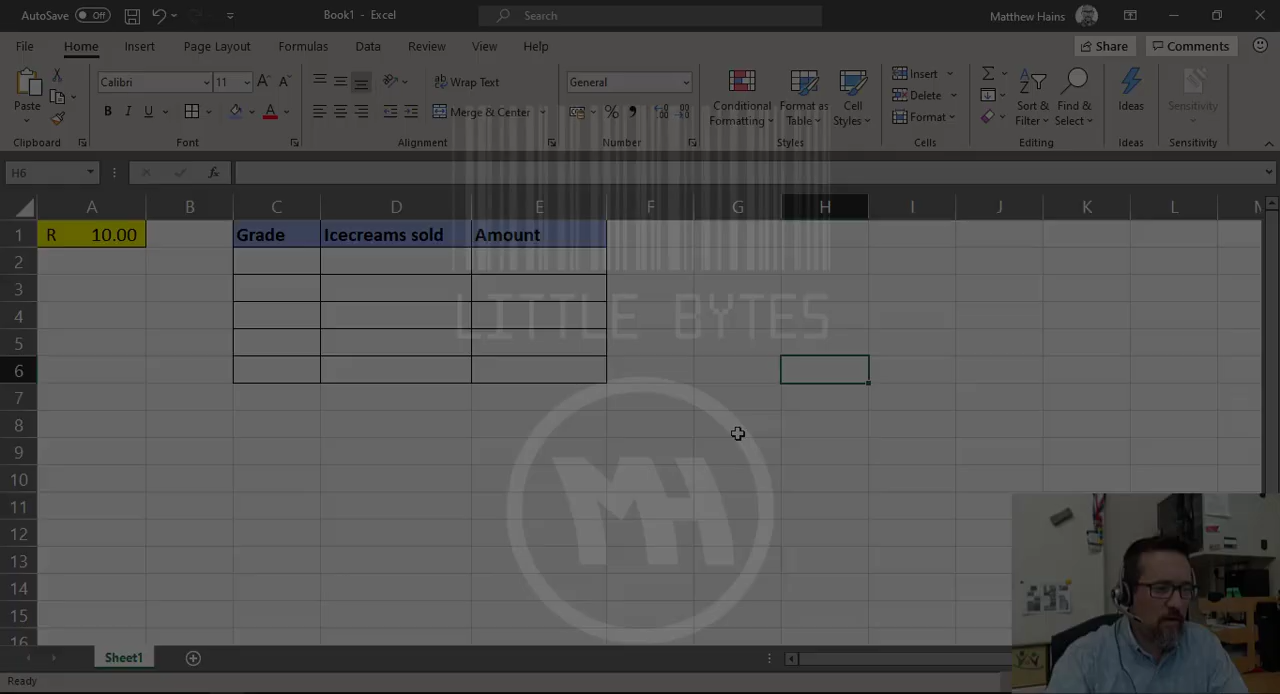 AutoSave Off Book1 - Excel Search Matthew Hains
File Home Insert Page Layout Formulas Data Review View Help Share Comments
Calibri 11 Wrap Text General Insert
Paste B I U Merge & Center % Conditional Formatting Format as Table Cell Styles Delete Sort & Filter Find & Select Ideas Sensitivity
Format
Clipboard Font Alignment Number Styles Cells Editing Ideas Sensitivity
H6 fx
A B C D E F G H I J K L M
1 R 10.00 Grade Icecreams sold Amount
2
3
4
LITTLE BYTES
5
6
7
8
9
10
MH
11
12
13
14
15
16
Sheet1
Ready